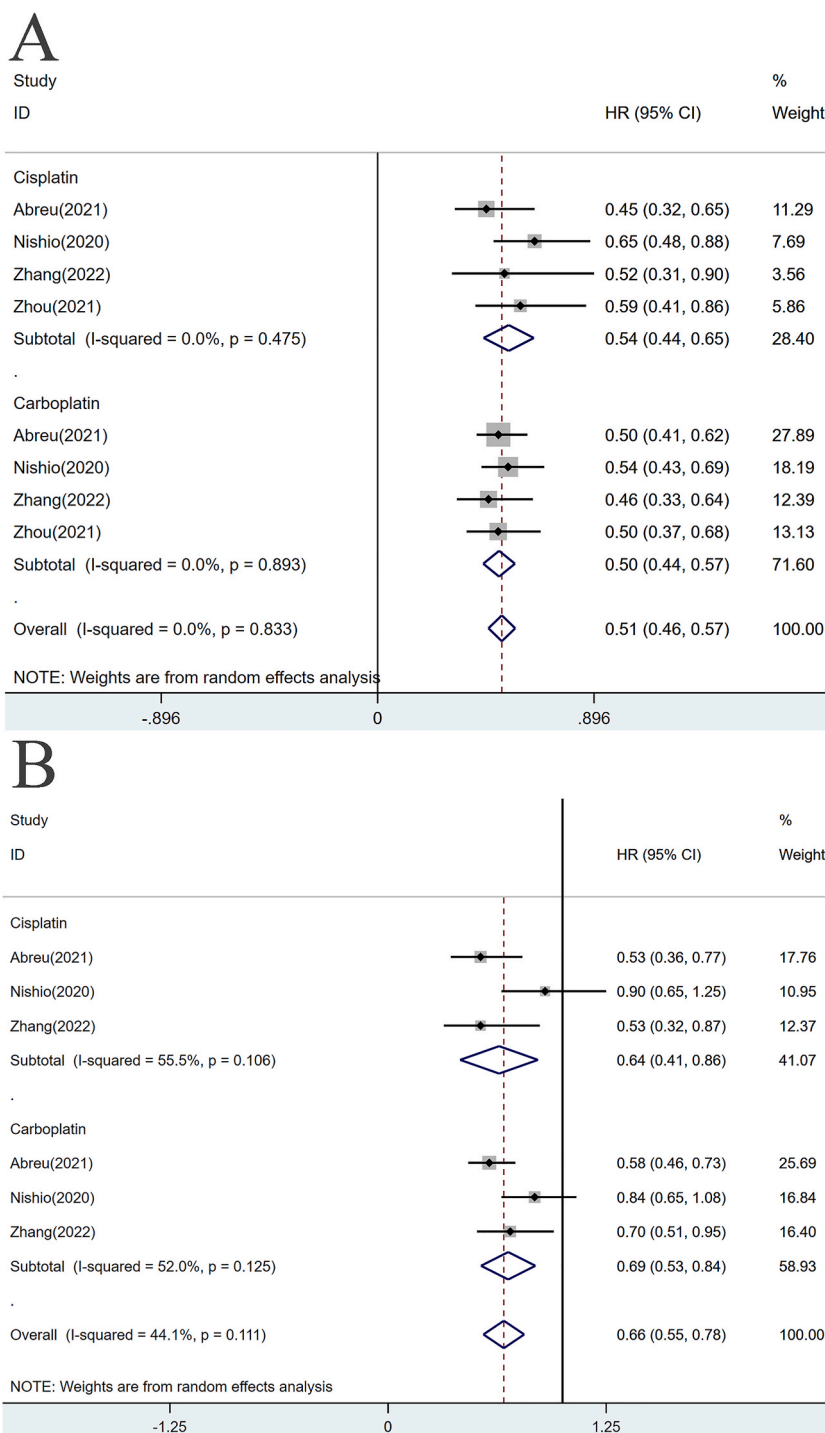 A
Study %
ID HR (95% CI) Weight
Cisplatin
Abreu(2021) 0.45 (0.32, 0.65) 11.29
Nishio(2020) 0.65 (0.48, 0.88) 7.69
Zhang(2022) 0.52 (0.31, 0.90) 3.56
Zhou(2021) 0.59 (0.41, 0.86) 5.86
Subtotal (I-squared = 0.0%, p = 0.475) 0.54 (0.44, 0.65) 28.40
.
Carboplatin
Abreu(2021) 0.50 (0.41, 0.62) 27.89
Nishio(2020) 0.54 (0.43, 0.69) 18.19
Zhang(2022) 0.46 (0.33, 0.64) 12.39
Zhou(2021) 0.50 (0.37, 0.68) 13.13
Subtotal (I-squared = 0.0%, p = 0.893) 0.50 (0.44, 0.57) 71.60
.
Overall (I-squared = 0.0%, p = 0.833) 0.51 (0.46, 0.57) 100.00
NOTE: Weights are from random effects analysis
-.896 0 .896
B
Study %
ID HR (95% CI) Weight
Cisplatin
Abreu(2021) 0.53 (0.36, 0.77) 17.76
Nishio(2020) 0.90 (0.65, 1.25) 10.95
Zhang(2022) 0.53 (0.32, 0.87) 12.37
Subtotal (I-squared = 55.5%, p = 0.106) 0.64 (0.41, 0.86) 41.07
.
Carboplatin
Abreu(2021) 0.58 (0.46, 0.73) 25.69
Nishio(2020) 0.84 (0.65, 1.08) 16.84
Zhang(2022) 0.70 (0.51, 0.95) 16.40
Subtotal (I-squared = 52.0%, p = 0.125) 0.69 (0.53, 0.84) 58.93
.
Overall (I-squared = 44.1%, p = 0.111) 0.66 (0.55, 0.78) 100.00
NOTE: Weights are from random effects analysis
-1.25 0 1.25